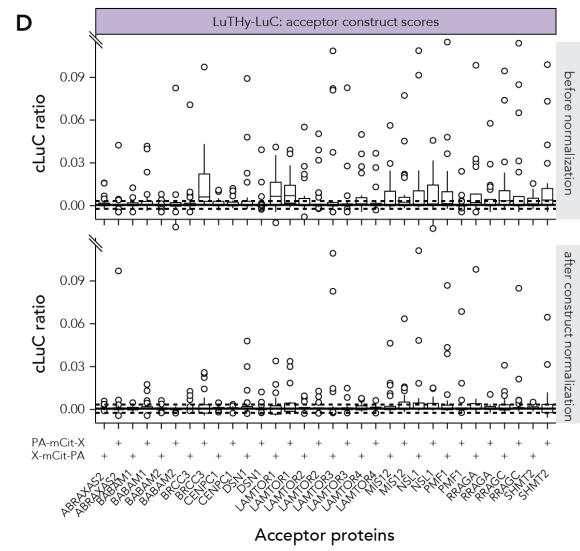 D
LuTHy-LuC: acceptor construct scores
cLuC ratio
0.09
0.06
0.03
0.00
before normalization
cLuC ratio
0.09
0.06
0.03
0.00
after construct normalization
PA-mCit-X + + + + + + + + + + + + + + + +
X-mCit-PA + + + + + + + + + + + + + + + +
ABRAXAS2 ABRAXAS2 BABAM1 BABAM1 BABAM2 BABAM2 BRCC3 BRCC3 CENPC1 CENPC1 DSN1 DSN1 LAMTOR1 LAMTOR1 LAMTOR2 LAMTOR2 LAMTOR3 LAMTOR3 LAMTOR4 LAMTOR4 MIS12 MIS12 NSL1 NSL1 PMF1 PMF1 RRAGA RRAGA RRAGC RRAGC SHMT2 SHMT2
Acceptor proteins